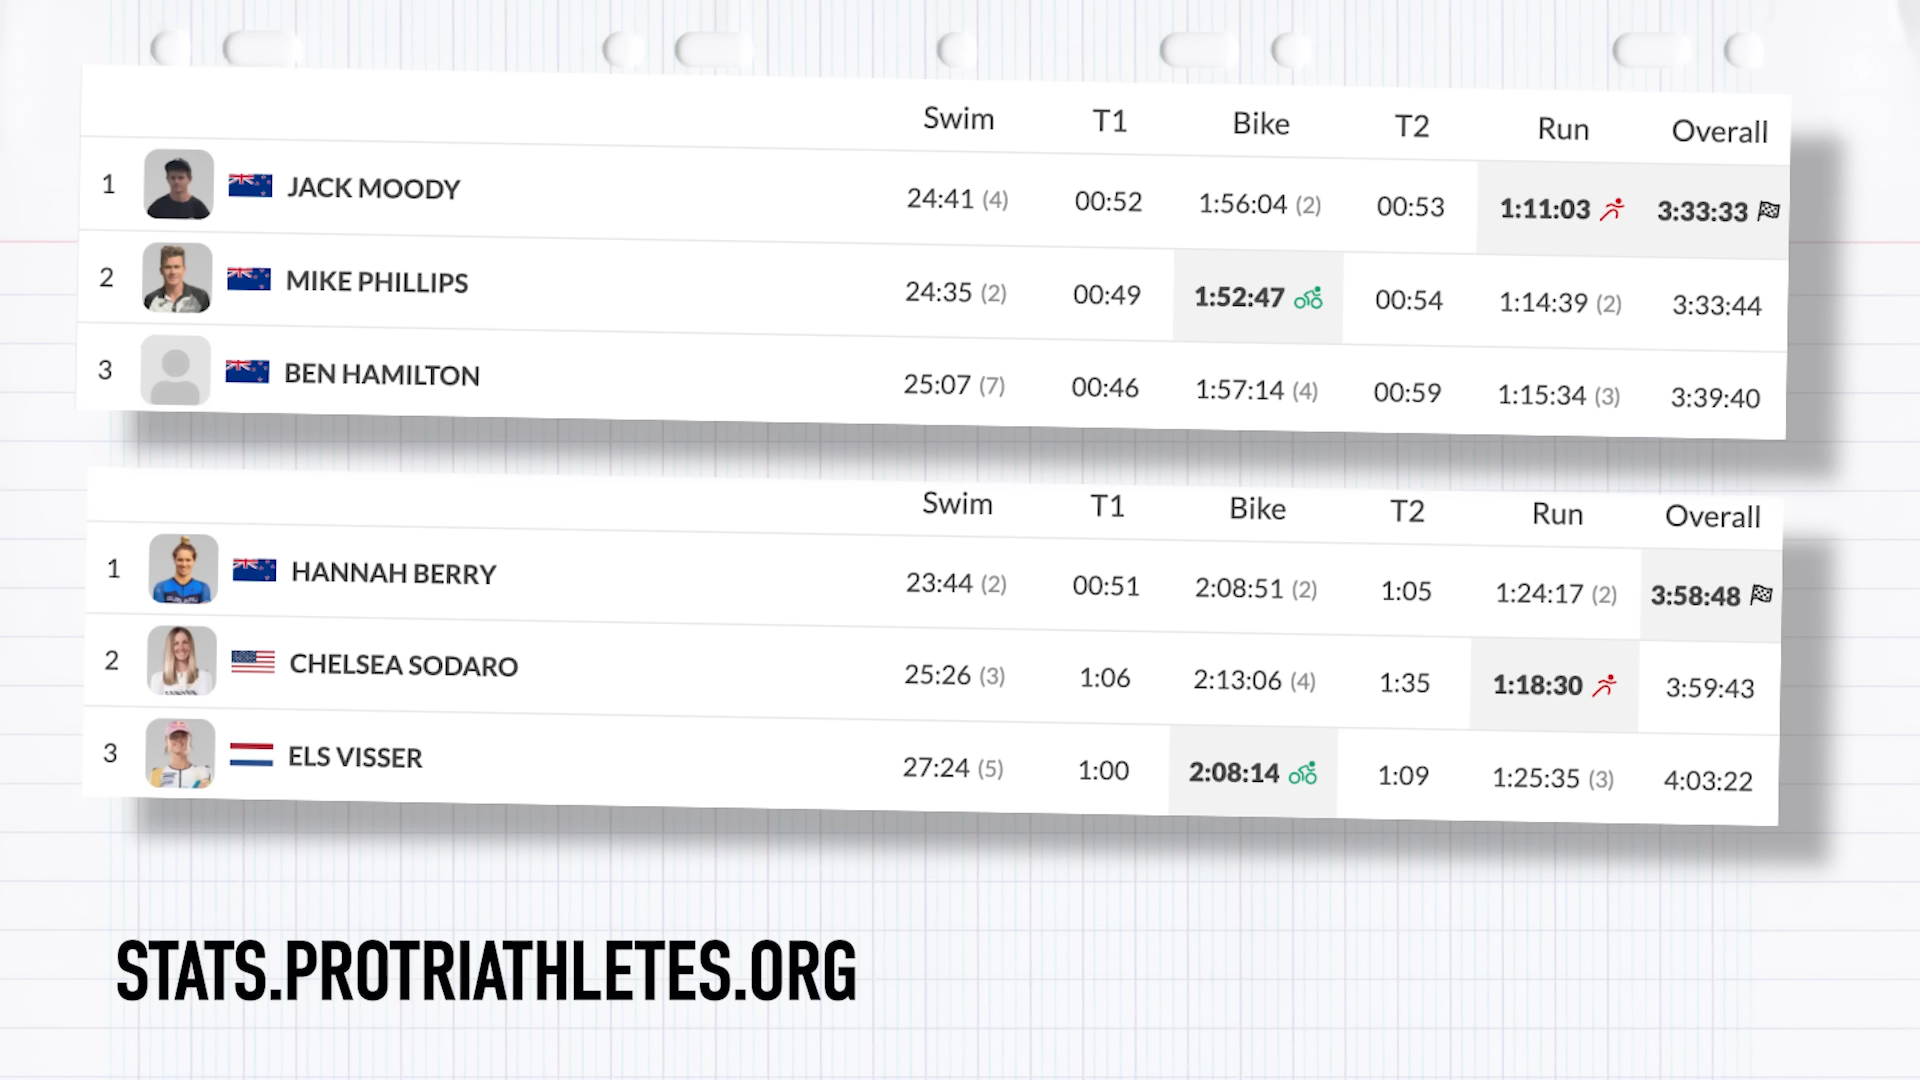 Swim T1 Bike T2 Run Overall
1 JACK MOODY 24:41 (4) 00:52 1:56:04 (2) 00:53 1:11:03 3:33:33
2 MIKE PHILLIPS 24:35 (2) 00:49 1:52:47 00:54 1:14:39 (2) 3:33:44
3 BEN HAMILTON 25:07 (7) 00:46 1:57:14 (4) 00:59 1:15:34 (3) 3:39:40
Swim T1 Bike T2 Run Overall
1 HANNAH BERRY 23:44 (2) 00:51 2:08:51 (2) 1:05 1:24:17 (2) 3:58:48
2 CHELSEA SODARO 25:26 (3) 1:06 2:13:06 (4) 1:35 1:18:30 3:59:43
3 ELS VISSER 27:24 (5) 1:00 2:08:14 1:09 1:25:35 (3) 4:03:22
STATS.PROTRIATHLETES.ORG